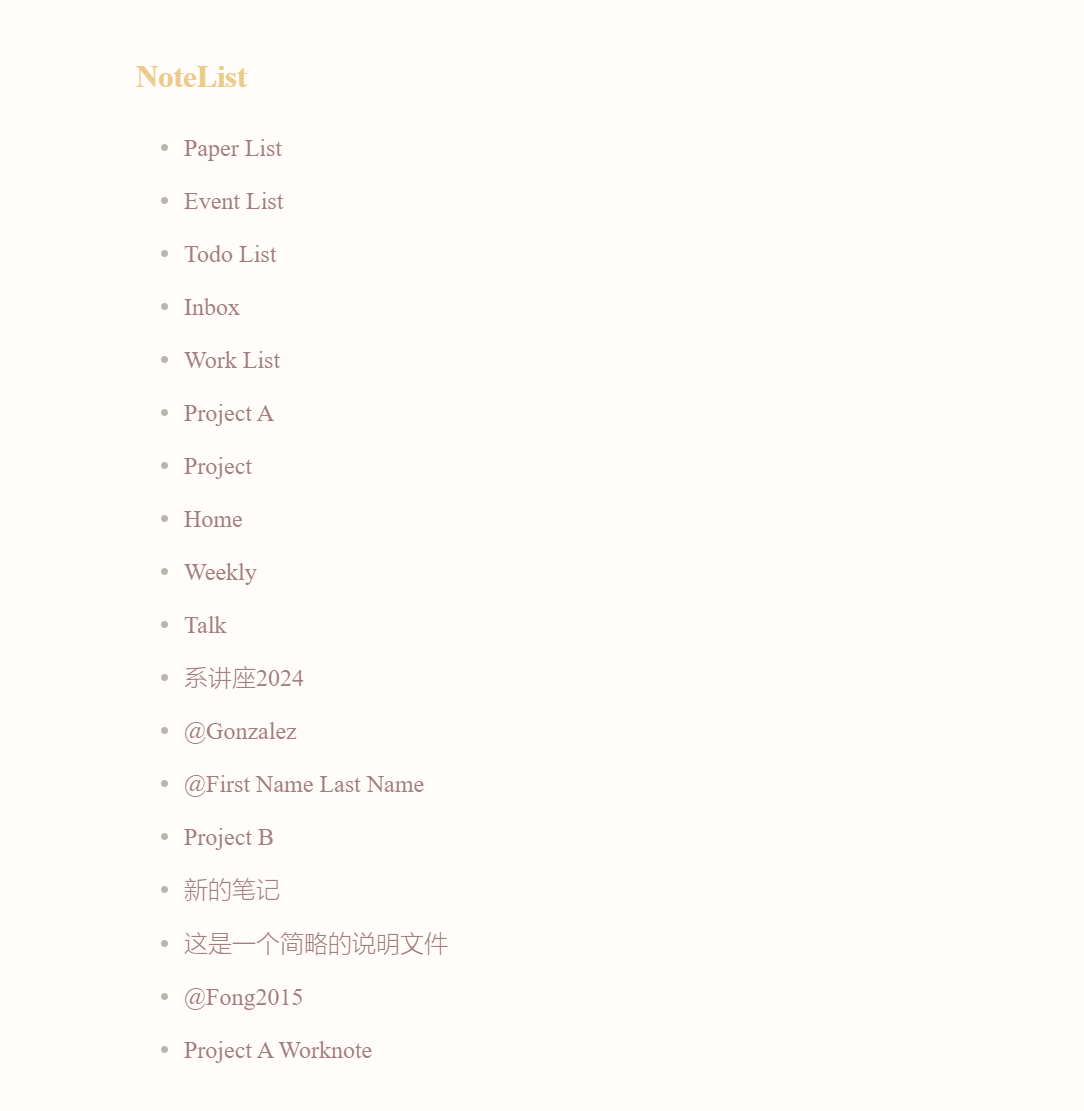 NoteList
Paper List
Event List
Todo List
Inbox
Work List
Project A
Project
Home
Weekly
Talk
系讲座2024
@Gonzalez
@First Name Last Name
Project B
新的笔记
这是一个简略的说明文件
@Fong2015
Project A Worknote